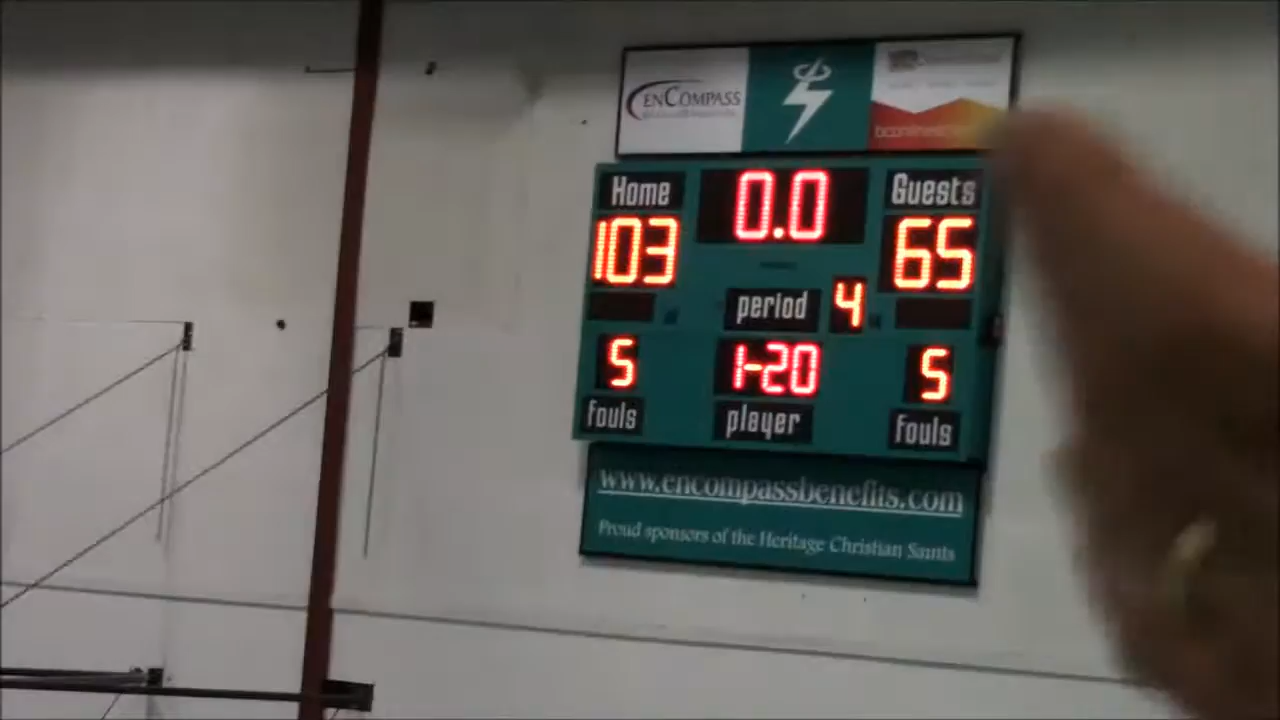 ENCOMPASS
Home 0.0 Guests
103 65
period 4
5 1-20 5
fouls player fouls
www.encompassbenefits.com
Proud sponsors of the Heritage Christian Saints